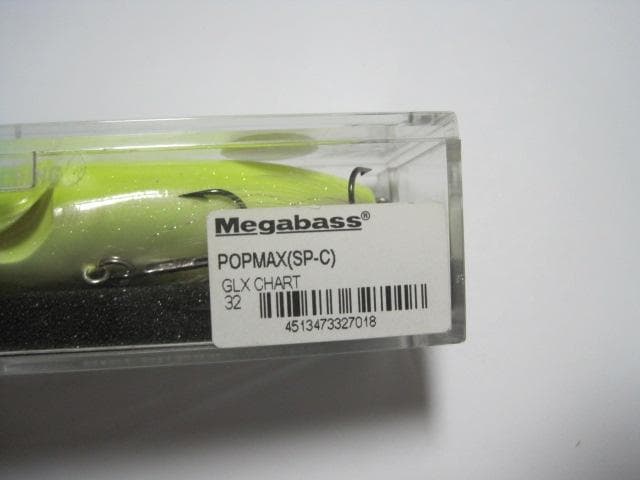 Megabass®
POPMAX(SP-C)
GLX CHART
32
4513473327018